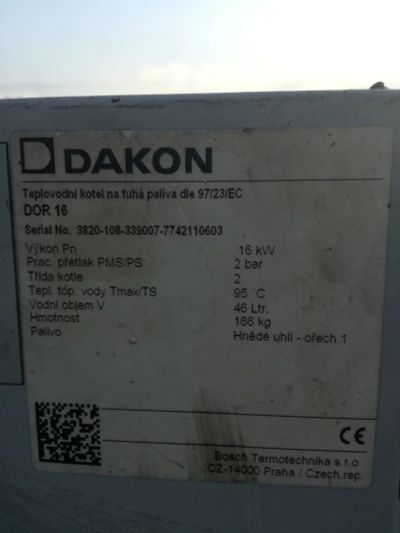 DAKON
Teplovodní kotel na tuhá paliva dle 97/23/EC
DOR 16
Serial No. 3820-108-339007-7742110603
Výkon Pn 16 kW
Prac. přetlak PMS/PS 2 bar
Třída kotle 2
Tepl. top. vody Tmax/TS 95 °C
Vodní objem V 46 Ltr.
Hmotnost 166 kg
Palivo Hnědé uhlí - ořech 1
CE
Bosch Termotechnika s.r.o
CZ-14000 Praha / Czech.rep.